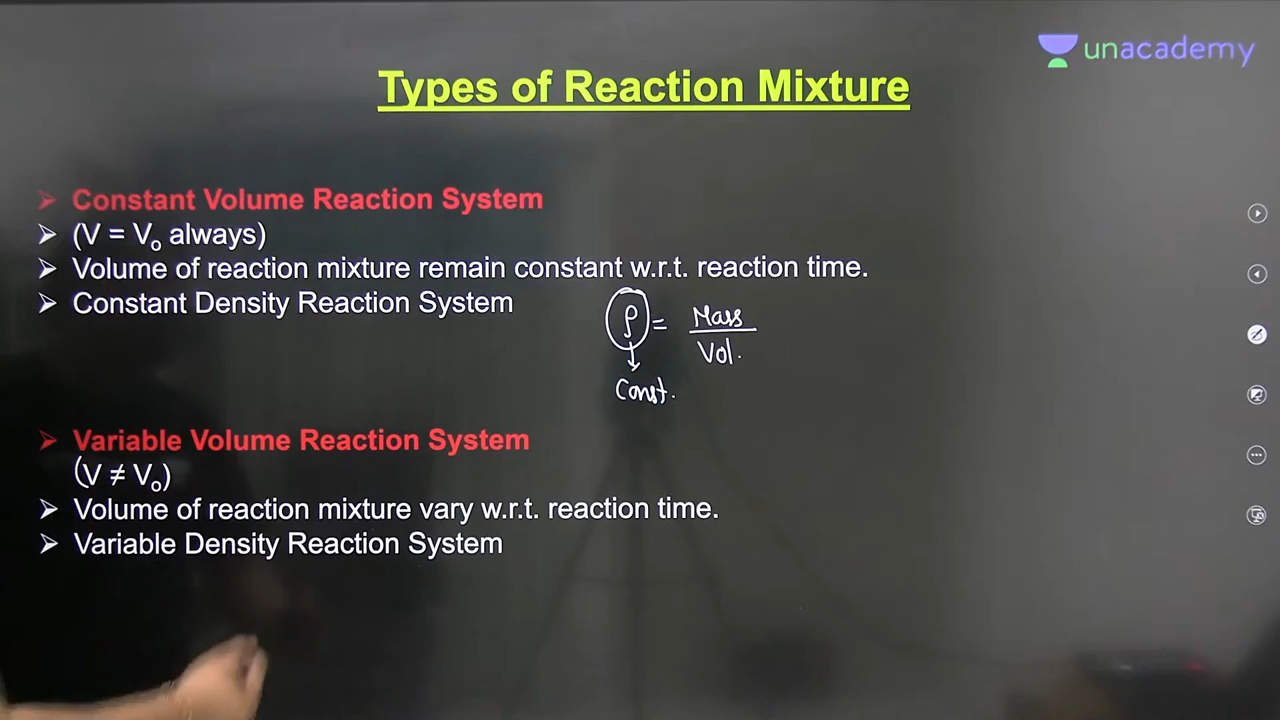 unacademy
Types of Reaction Mixture
➢ Constant Volume Reaction System
➢ (V = Vₒ always)
➢ Volume of reaction mixture remain constant w.r.t. reaction time.
➢ Constant Density Reaction System
ρ = Mass / Vol.
Const.
➢ Variable Volume Reaction System
(V ≠ Vₒ)
➢ Volume of reaction mixture vary w.r.t. reaction time.
➢ Variable Density Reaction System